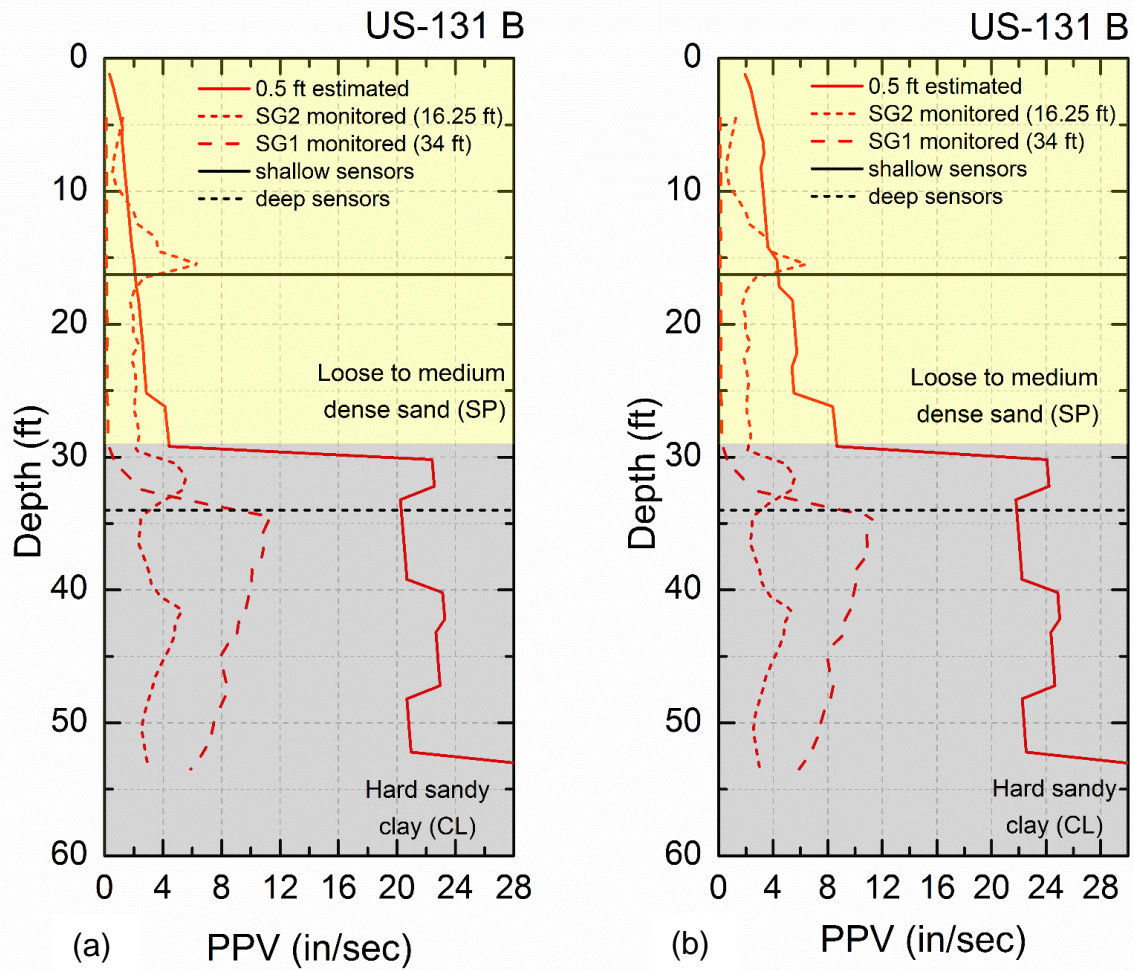 US-131 B
0
0.5 ft estimated
SG2 monitored (16.25 ft)
SG1 monitored (34 ft)
shallow sensors
deep sensors
10
20
Loose to medium
dense sand (SP)
30
40
50
Hard sandy
clay (CL)
60
Depth (ft)
0 4 8 12 16 20 24 28
(a) PPV (in/sec)
US-131 B
0
0.5 ft estimated
SG2 monitored (16.25 ft)
SG1 monitored (34 ft)
shallow sensors
deep sensors
10
20
Loose to medium
dense sand (SP)
30
40
50
Hard sandy
clay (CL)
60
Depth (ft)
0 4 8 12 16 20 24 28
(b) PPV (in/sec)